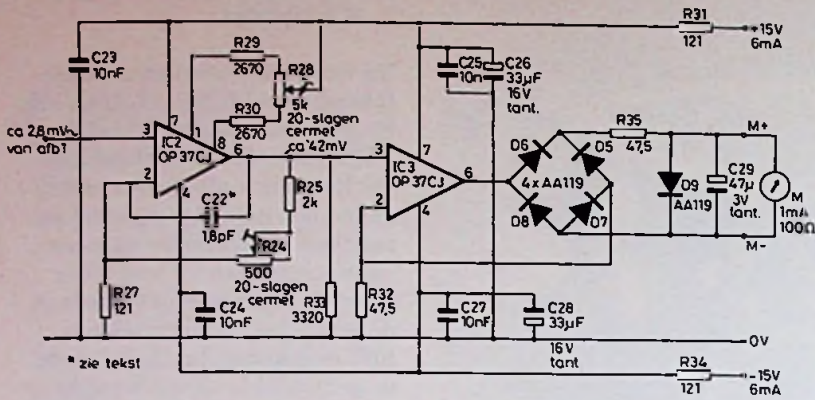 R31
121
+15V
6mA
C23
10nF
R29
2670
R28
5k
20-slagen
cermet
ca 42mV
R30
2670
C25
10n
C26
33µF
16V
tant.
ca 2,8mV~
van afb 1
3
2
7
1
8
6
4
IC2
OP 37CJ
C22*
1,8pF
R25
2k
R24
500
20-slagen
cermet
R27
121
C24
10nF
R33
3320
3
2
7
6
4
IC3
OP 37CJ
R32
47,5
D6
D5
4xAA119
D8
D7
R35
47,5
D9
AA119
C29
47µ
3V
tant.
M+
M
1mA
100Ω
M-
C27
10nF
C28
33µF
16V
tant
0V
* zie tekst
R34
121
-15V
6mA